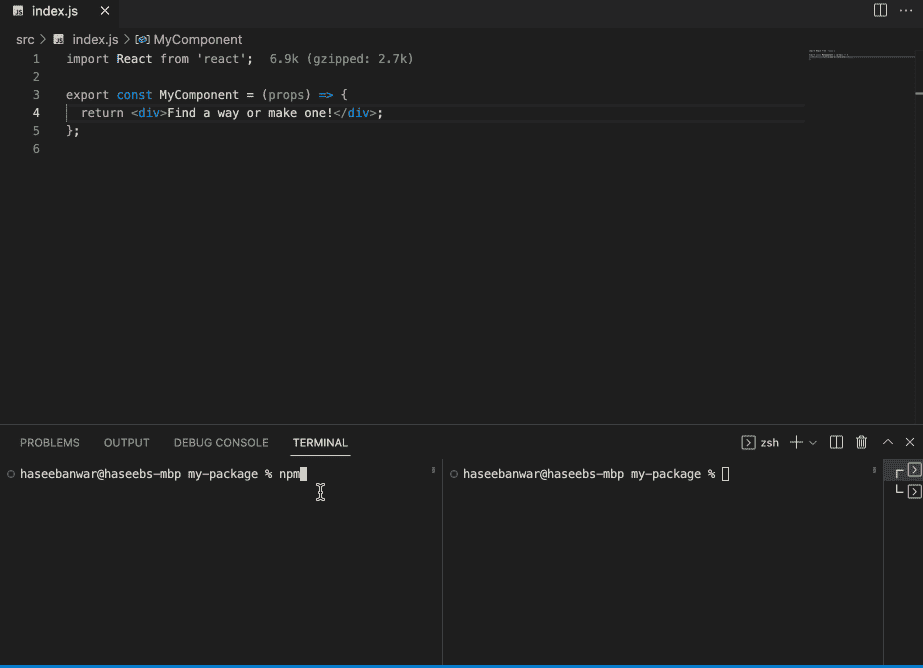 JS index.js
src > JS index.js > MyComponent
1 import React from 'react'; 6.9k (gzipped: 2.7k)
2
3 export const MyComponent = (props) => {
4 return <div>Find a way or make one!</div>;
5 };
6
PROBLEMS OUTPUT DEBUG CONSOLE TERMINAL zsh
haseebanwar@haseebs-mbp my-package % npm
haseebanwar@haseebs-mbp my-package %